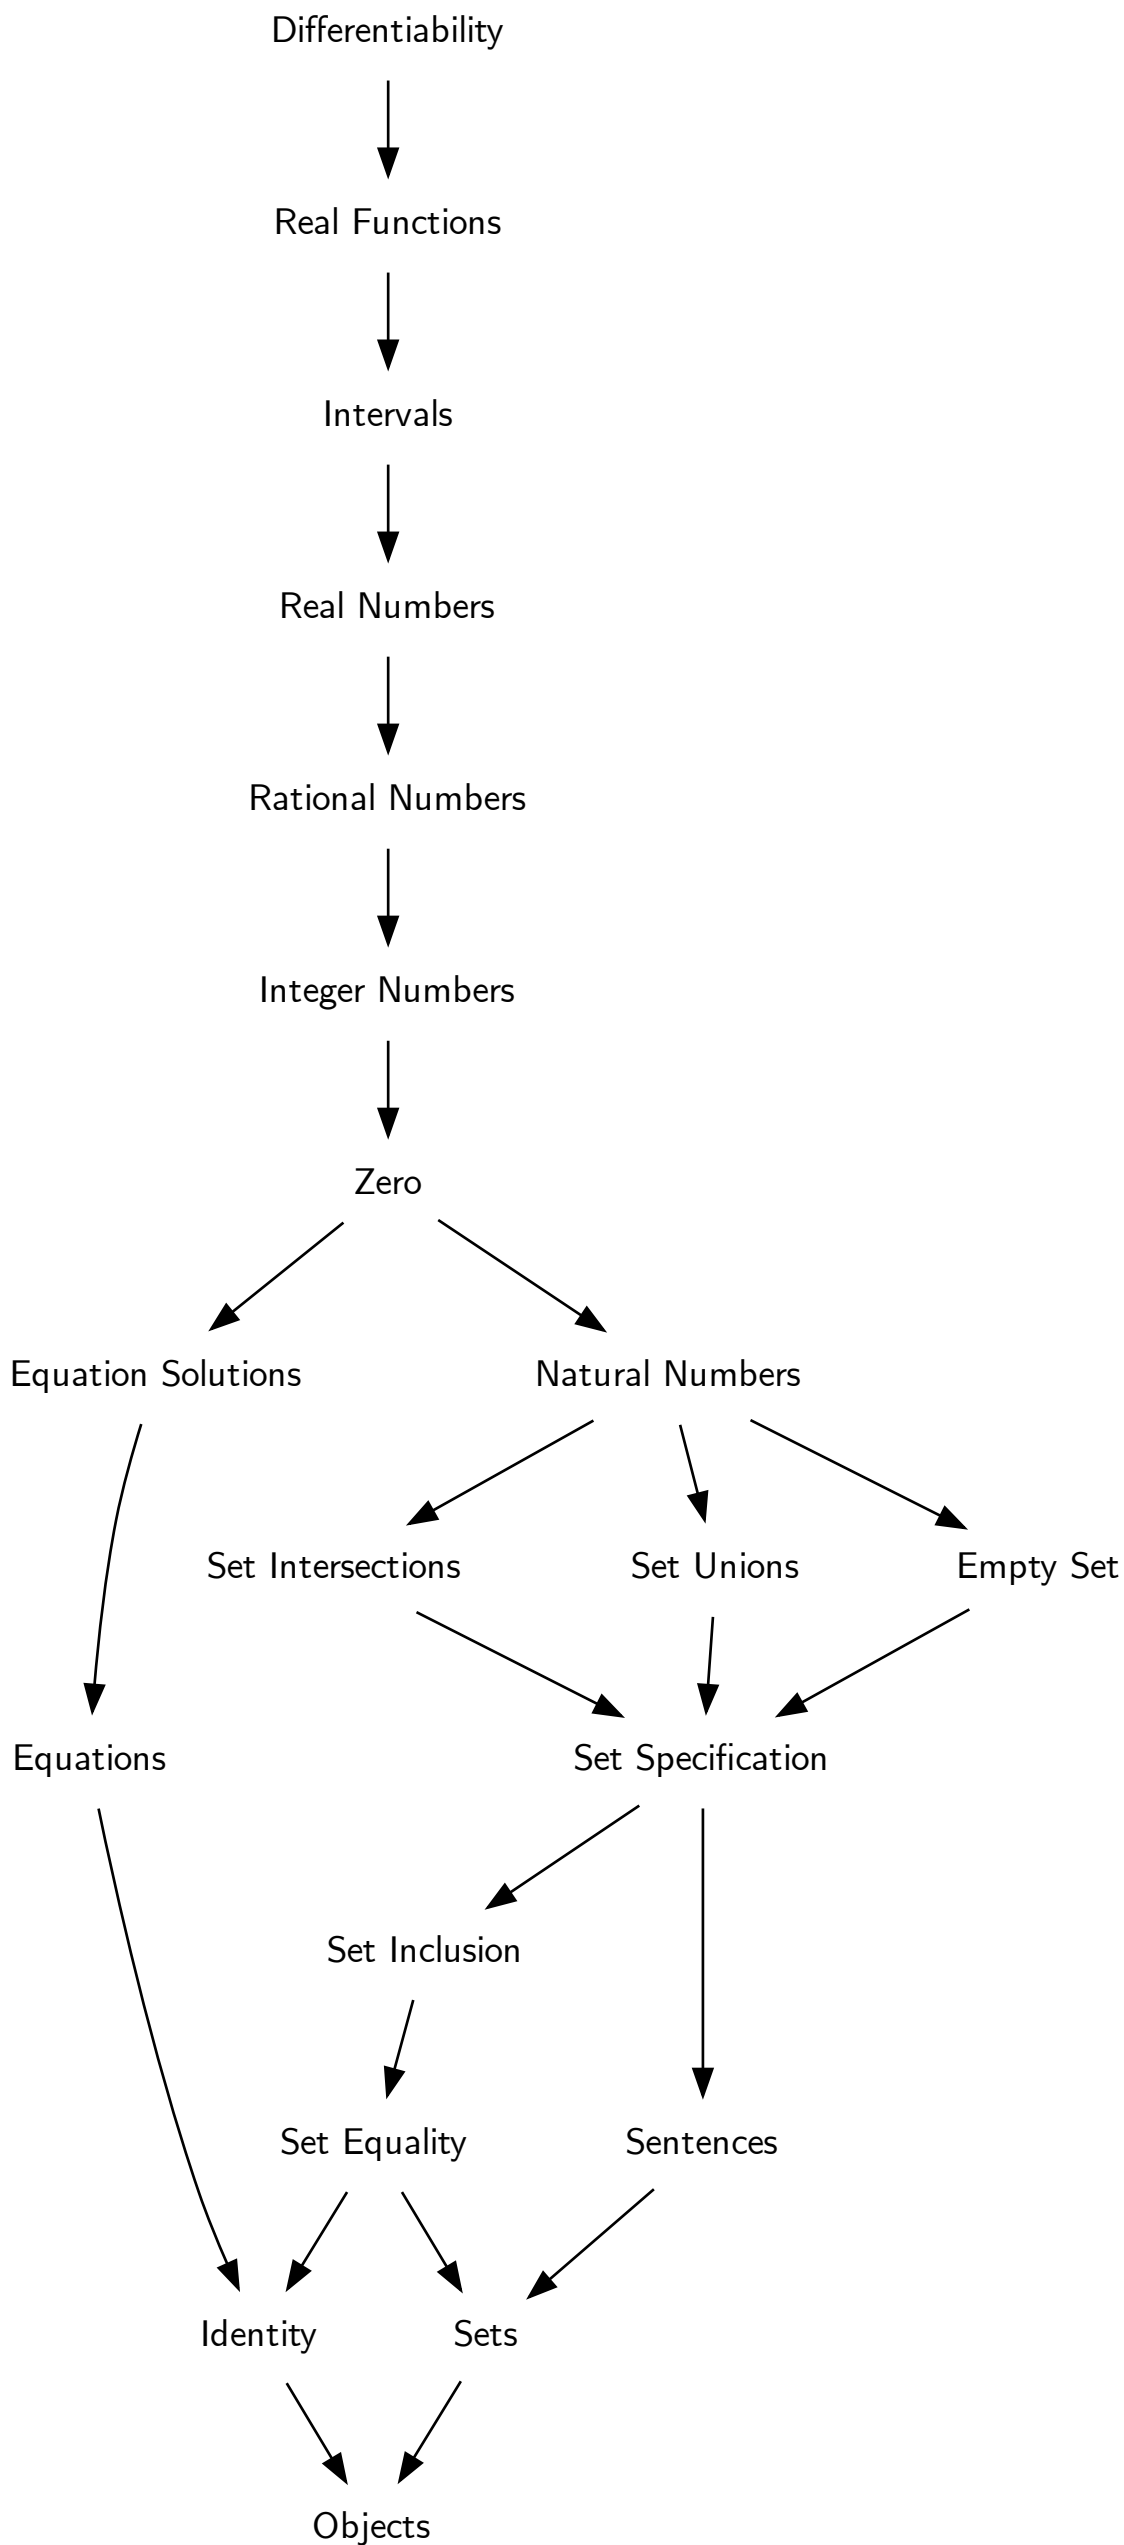 Differentiability
Real Functions
Intervals
Real Numbers
Rational Numbers
Integer Numbers
Zero
Equation Solutions
Natural Numbers
Set Intersections
Set Unions
Empty Set
Equations
Set Specification
Set Inclusion
Set Equality
Sentences
Identity
Sets
Objects